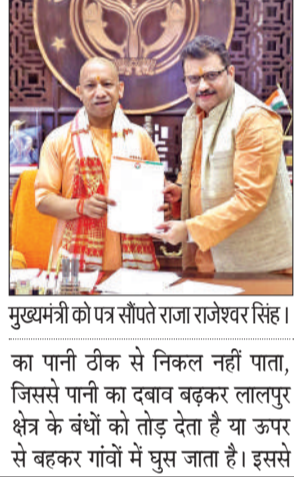 मुख्यमंत्री को पत्र सौंपते राजा राजेश्वर सिंह।
का पानी ठीक से निकल नहीं पाता,
जिससे पानी का दबाव बढ़कर लालपुर
क्षेत्र के बंधों को तोड़ देता है या ऊपर
से बहकर गांवों में घुस जाता है। इससे